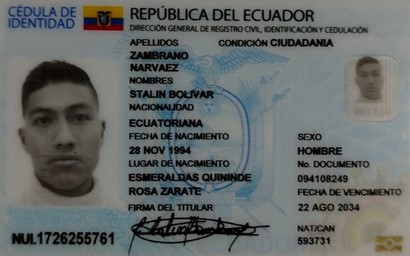 CÉDULA DE
IDENTIDAD
REPÚBLICA DEL ECUADOR
DIRECCIÓN GENERAL DE REGISTRO CIVIL, IDENTIFICACIÓN Y CEDULACIÓN
APELLIDOS
CONDICIÓN CIUDADANIA
ZAMBRANO
NARVAEZ
NOMBRES
STALIN BOLIVAR
NACIONALIDAD
ECUATORIANA
FECHA DE NACIMIENTO
SEXO
28 NOV 1994
HOMBRE
LUGAR DE NACIMIENTO
No. DOCUMENTO
ESMERALDAS QUININDE
094108249
ROSA ZARATE
FECHA DE VENCIMIENTO
FIRMA DEL TITULAR
22 AGO 2034
NAT/CAN
NUI.1726255761
593731